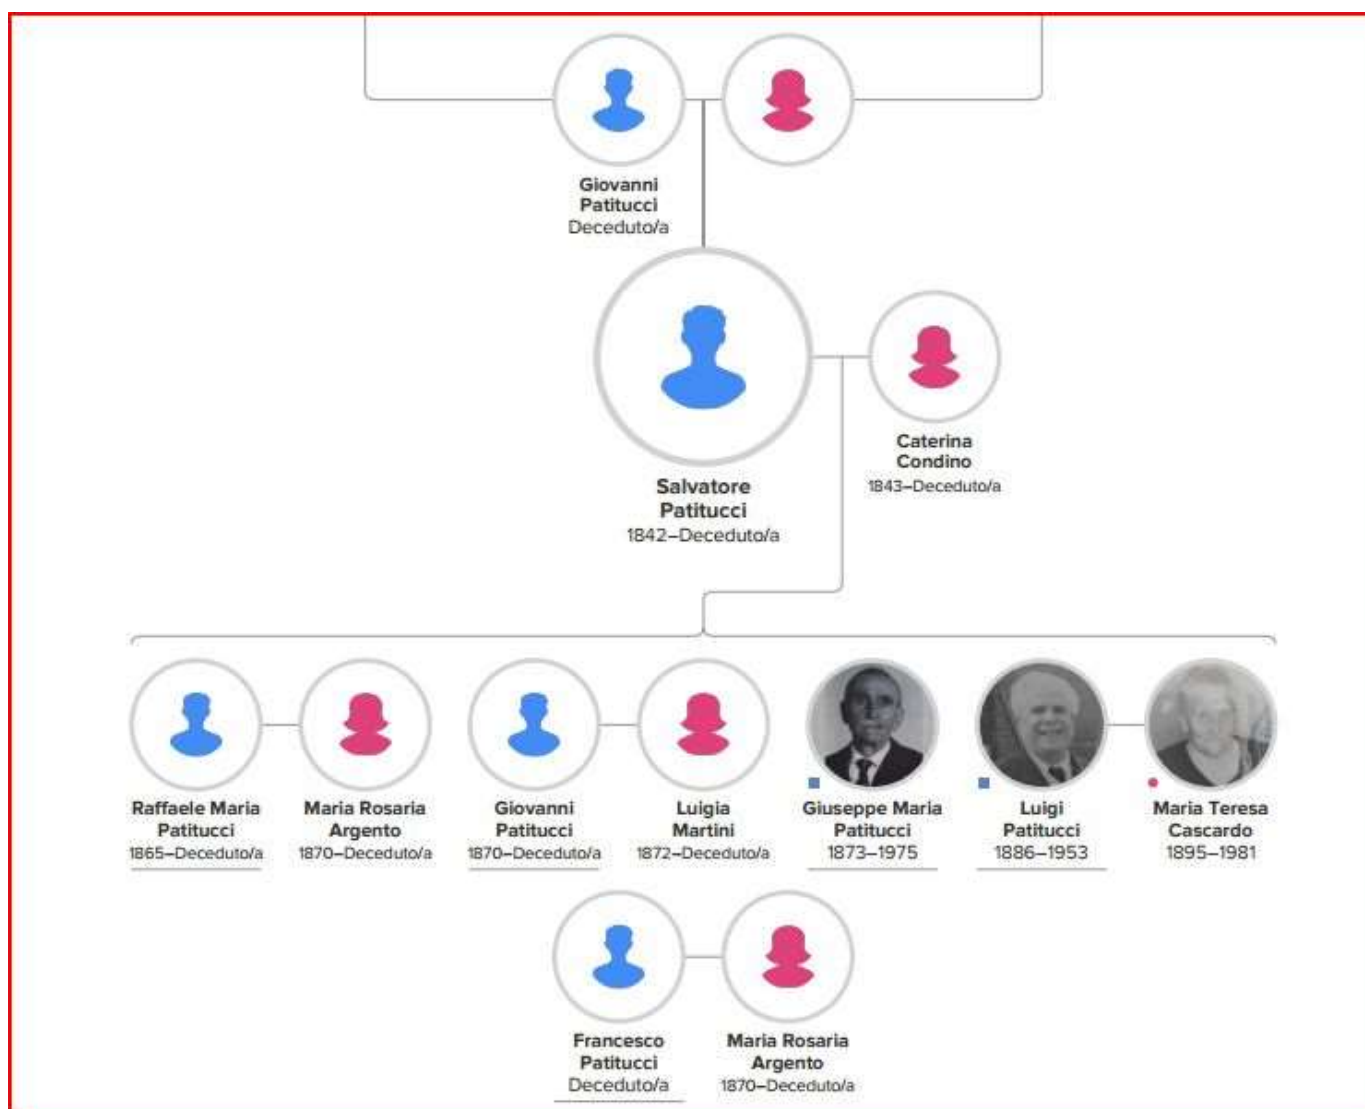 Giovanni
Patitucci
Deceduto/a
Salvatore
Patitucci
1842–Deceduto/a
Caterina
Condino
1843–Deceduto/a
Raffaele Maria
Patitucci
1865–Deceduto/a
Maria Rosaria
Argento
1870–Deceduto/a
Giovanni
Patitucci
1870–Deceduto/a
Luigia
Martini
1872–Deceduto/a
Giuseppe Maria
Patitucci
1873–1975
Luigi
Patitucci
1886–1953
Maria Teresa
Cascardo
1895–1981
Francesco
Patitucci
Deceduto/a
Maria Rosaria
Argento
1870–Deceduto/a